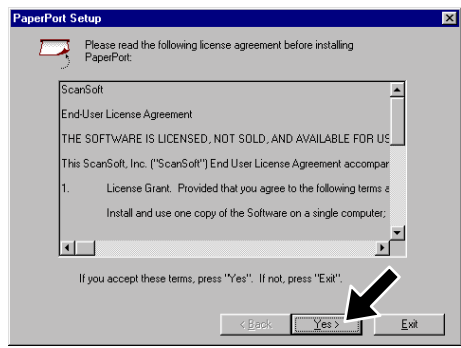 PaperPort Setup
Please read the following license agreement before installing
PaperPort:
ScanSoft
End-User License Agreement
THE SOFTWARE IS LICENSED, NOT SOLD, AND AVAILABLE FOR US
This ScanSoft, Inc. ("ScanSoft") End User License Agreement accompar
1. License Grant. Provided that you agree to the following terms a
Install and use one copy of the Software on a single computer;
If you accept these terms, press "Yes". If not, press "Exit".
< Back Yes > Exit